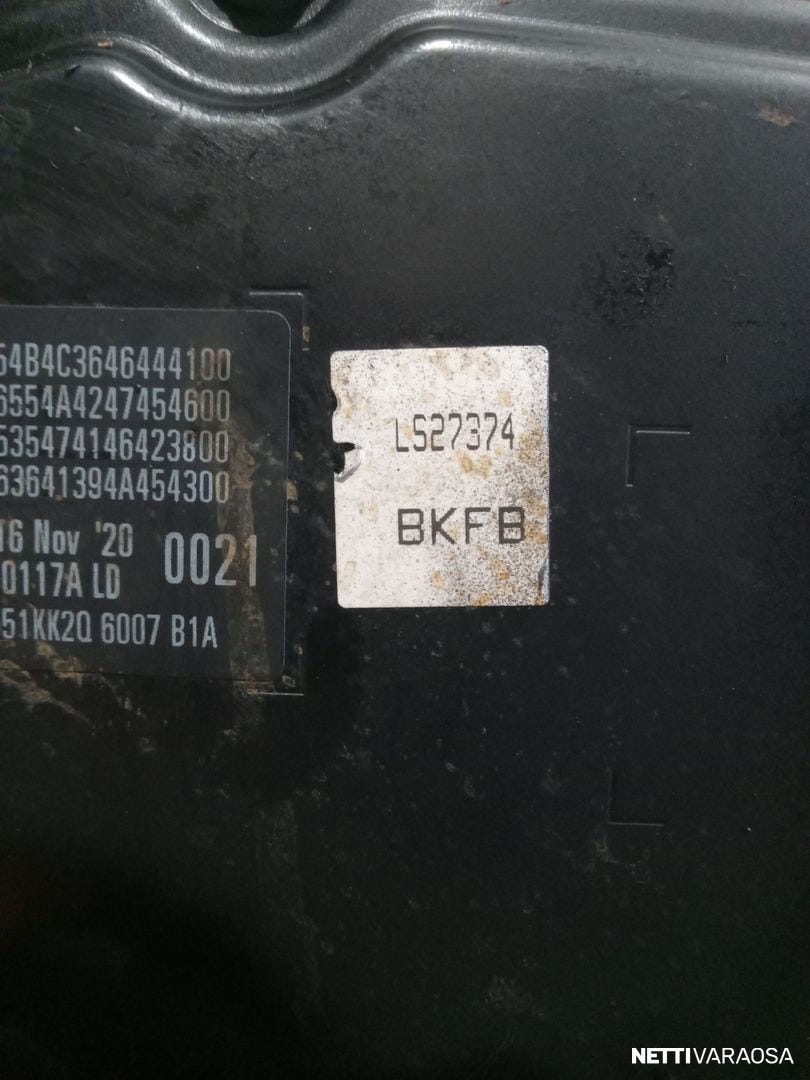 54B4C3646444100
6554A4247454600
535474146423800
63641394A454300
16 Nov '20 0021
0117A LD
51KK2Q 6007 B1A
LS27374
BKFB
NETTIVARAOSA